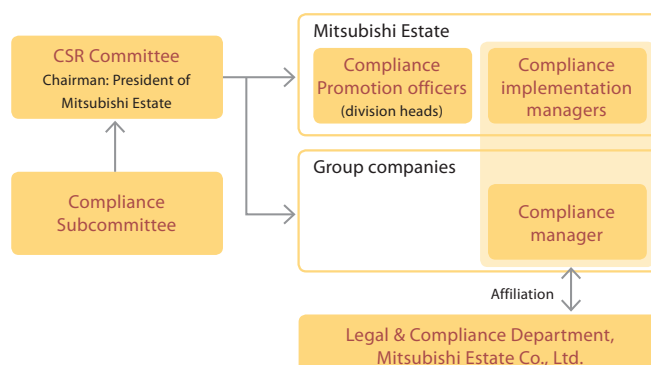 CSR Committee
Chairman: President of
Mitsubishi Estate
Compliance
Subcommittee
Mitsubishi Estate
Compliance
Promotion officers
(division heads)
Compliance
implementation
managers
Group companies
Compliance
manager
Affiliation
Legal & Compliance Department,
Mitsubishi Estate Co., Ltd.